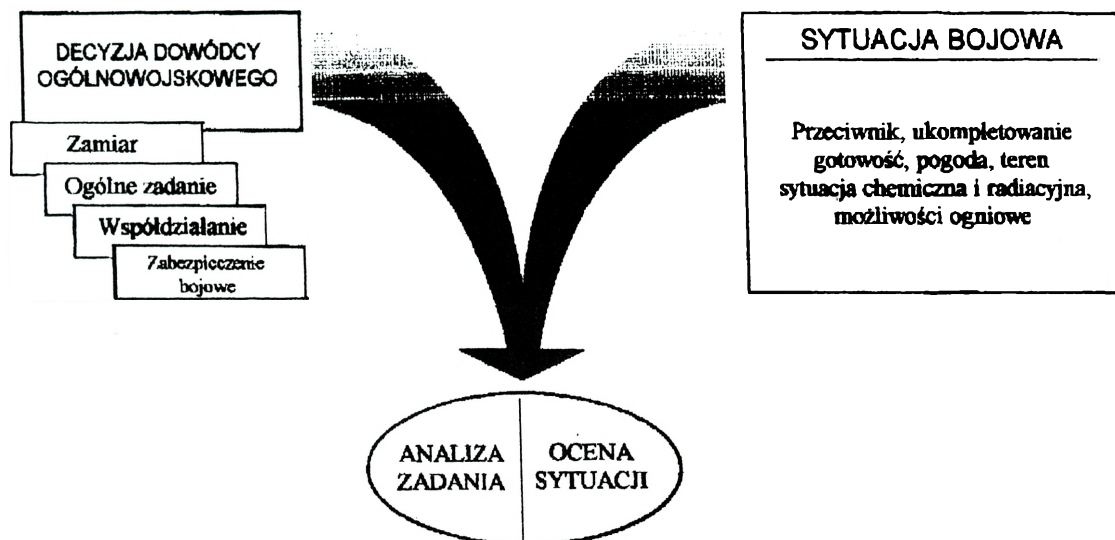 DECYZJA DOWÓDCY
OGÓLNOWOJSKOWEGO
Zamiar
Ogólne zadanie
Współdziałanie
Zabezpieczenie
bojowe
SYTUACJA BOJOWA
Przeciwnik, ukompletowanie
gotowość, pogoda, teren
sytuacja chemiczna i radiacyjna,
możliwości ogniowe
ANALIZA
ZADANIA
OCENA
SYTUACJI